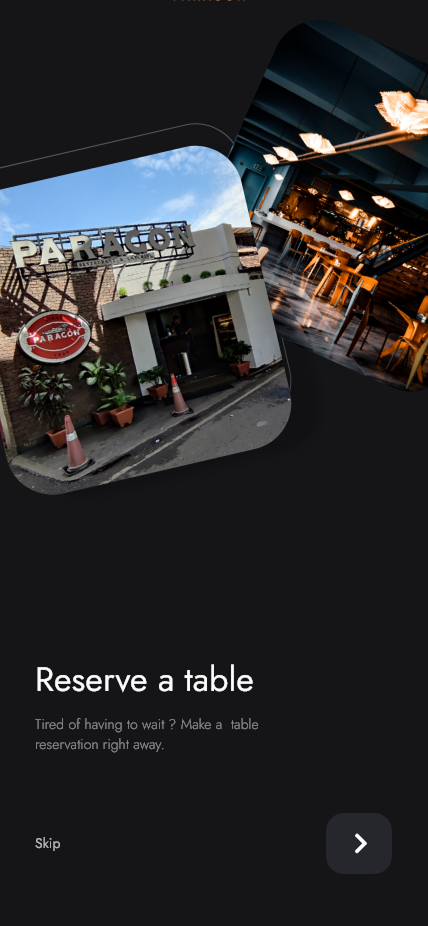 PARAGON
PARAGON
Reserve a table
Tired of having to wait ? Make a  table
reservation right away.
Skip